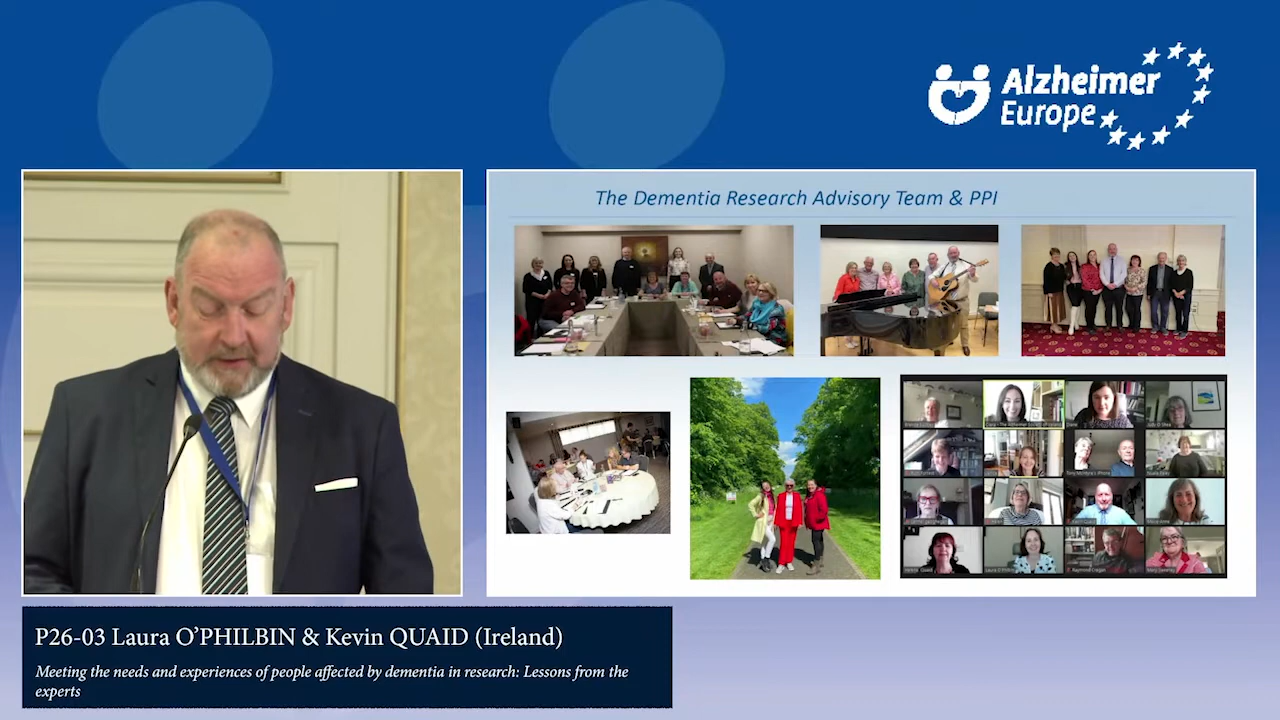 Alzheimer
Europe
The Dementia Research Advisory Team & PPI
P26-03 Laura O'PHILBIN & Kevin QUAID (Ireland)
Meeting the needs and experiences of people affected by dementia in research: Lessons from the
experts